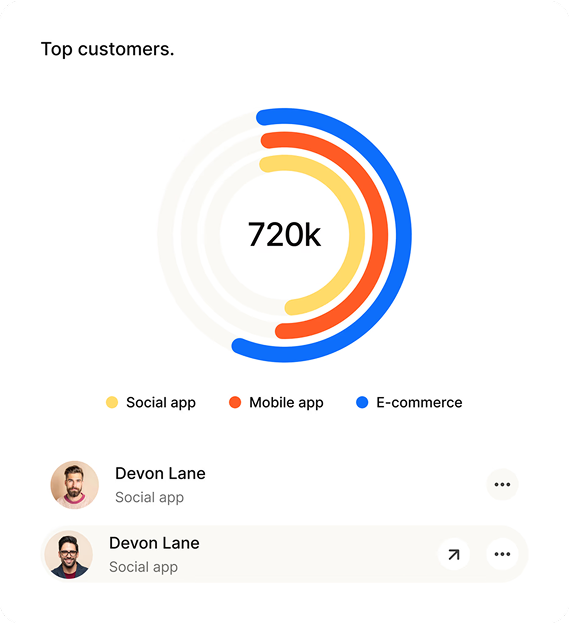 Top customers.
720k
Social app
Mobile app
E-commerce
Devon Lane
Social app
Devon Lane
Social app